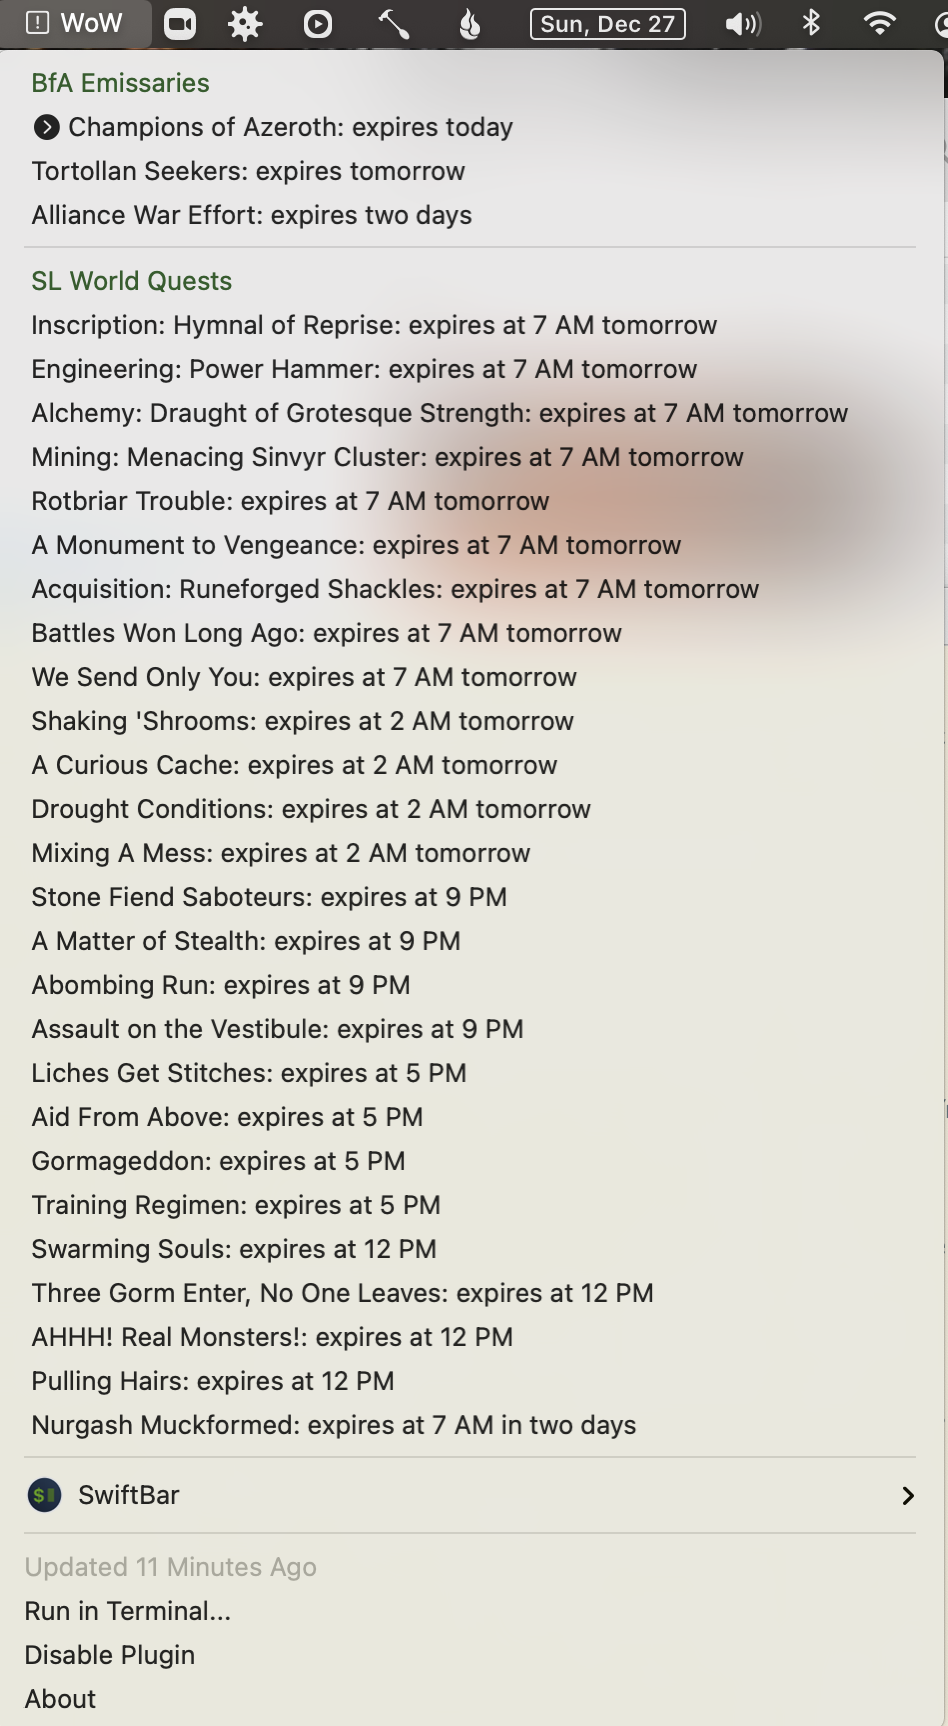 WoW
Sun, Dec 27
BfA Emissaries
Champions of Azeroth: expires today
Tortollan Seekers: expires tomorrow
Alliance War Effort: expires two days
SL World Quests
Inscription: Hymnal of Reprise: expires at 7 AM tomorrow
Engineering: Power Hammer: expires at 7 AM tomorrow
Alchemy: Draught of Grotesque Strength: expires at 7 AM tomorrow
Mining: Menacing Sinvyr Cluster: expires at 7 AM tomorrow
Rotbriar Trouble: expires at 7 AM tomorrow
A Monument to Vengeance: expires at 7 AM tomorrow
Acquisition: Runeforged Shackles: expires at 7 AM tomorrow
Battles Won Long Ago: expires at 7 AM tomorrow
We Send Only You: expires at 7 AM tomorrow
Shaking 'Shrooms: expires at 2 AM tomorrow
A Curious Cache: expires at 2 AM tomorrow
Drought Conditions: expires at 2 AM tomorrow
Mixing A Mess: expires at 2 AM tomorrow
Stone Fiend Saboteurs: expires at 9 PM
A Matter of Stealth: expires at 9 PM
Abombing Run: expires at 9 PM
Assault on the Vestibule: expires at 9 PM
Liches Get Stitches: expires at 5 PM
Aid From Above: expires at 5 PM
Gormageddon: expires at 5 PM
Training Regimen: expires at 5 PM
Swarming Souls: expires at 12 PM
Three Gorm Enter, No One Leaves: expires at 12 PM
AHHH! Real Monsters!: expires at 12 PM
Pulling Hairs: expires at 12 PM
Nurgash Muckformed: expires at 7 AM in two days
SwiftBar
Updated 11 Minutes Ago
Run in Terminal...
Disable Plugin
About